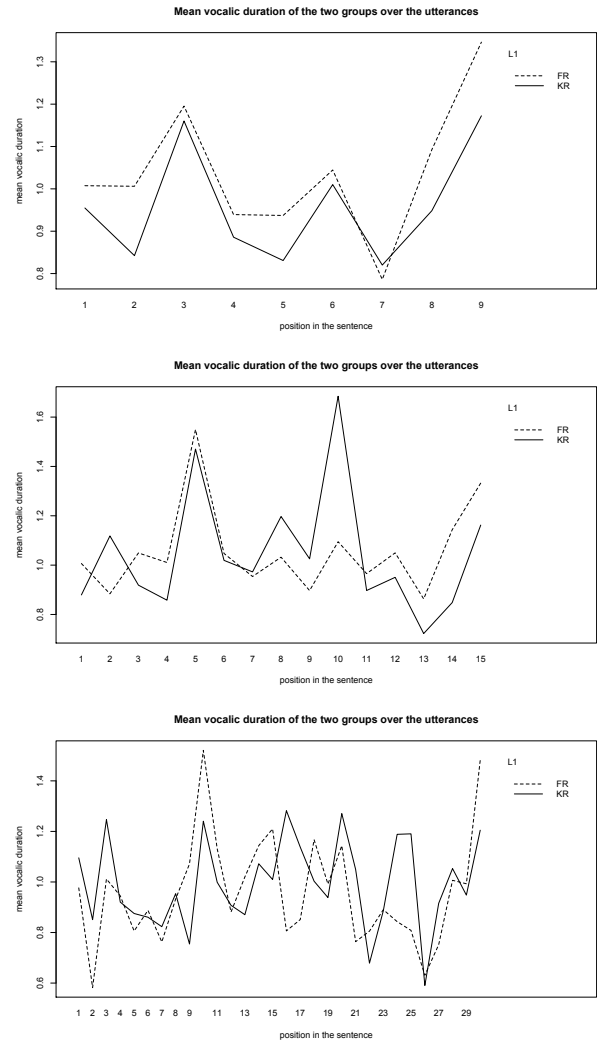 Mean vocalic duration of the two groups over the utterances
L1
FR
KR
mean vocalic duration
1.3
1.2
1.1
1.0
0.9
0.8
1 2 3 4 5 6 7 8 9
position in the sentence
Mean vocalic duration of the two groups over the utterances
L1
FR
KR
mean vocalic duration
1.6
1.4
1.2
1.0
0.8
1 2 3 4 5 6 7 8 9 10 11 12 13 14 15
position in the sentence
Mean vocalic duration of the two groups over the utterances
L1
FR
KR
mean vocalic duration
1.4
1.2
1.0
0.8
0.6
1 2 3 4 5 6 7 8 9 11 13 15 17 19 21 23 25 27 29
position in the sentence